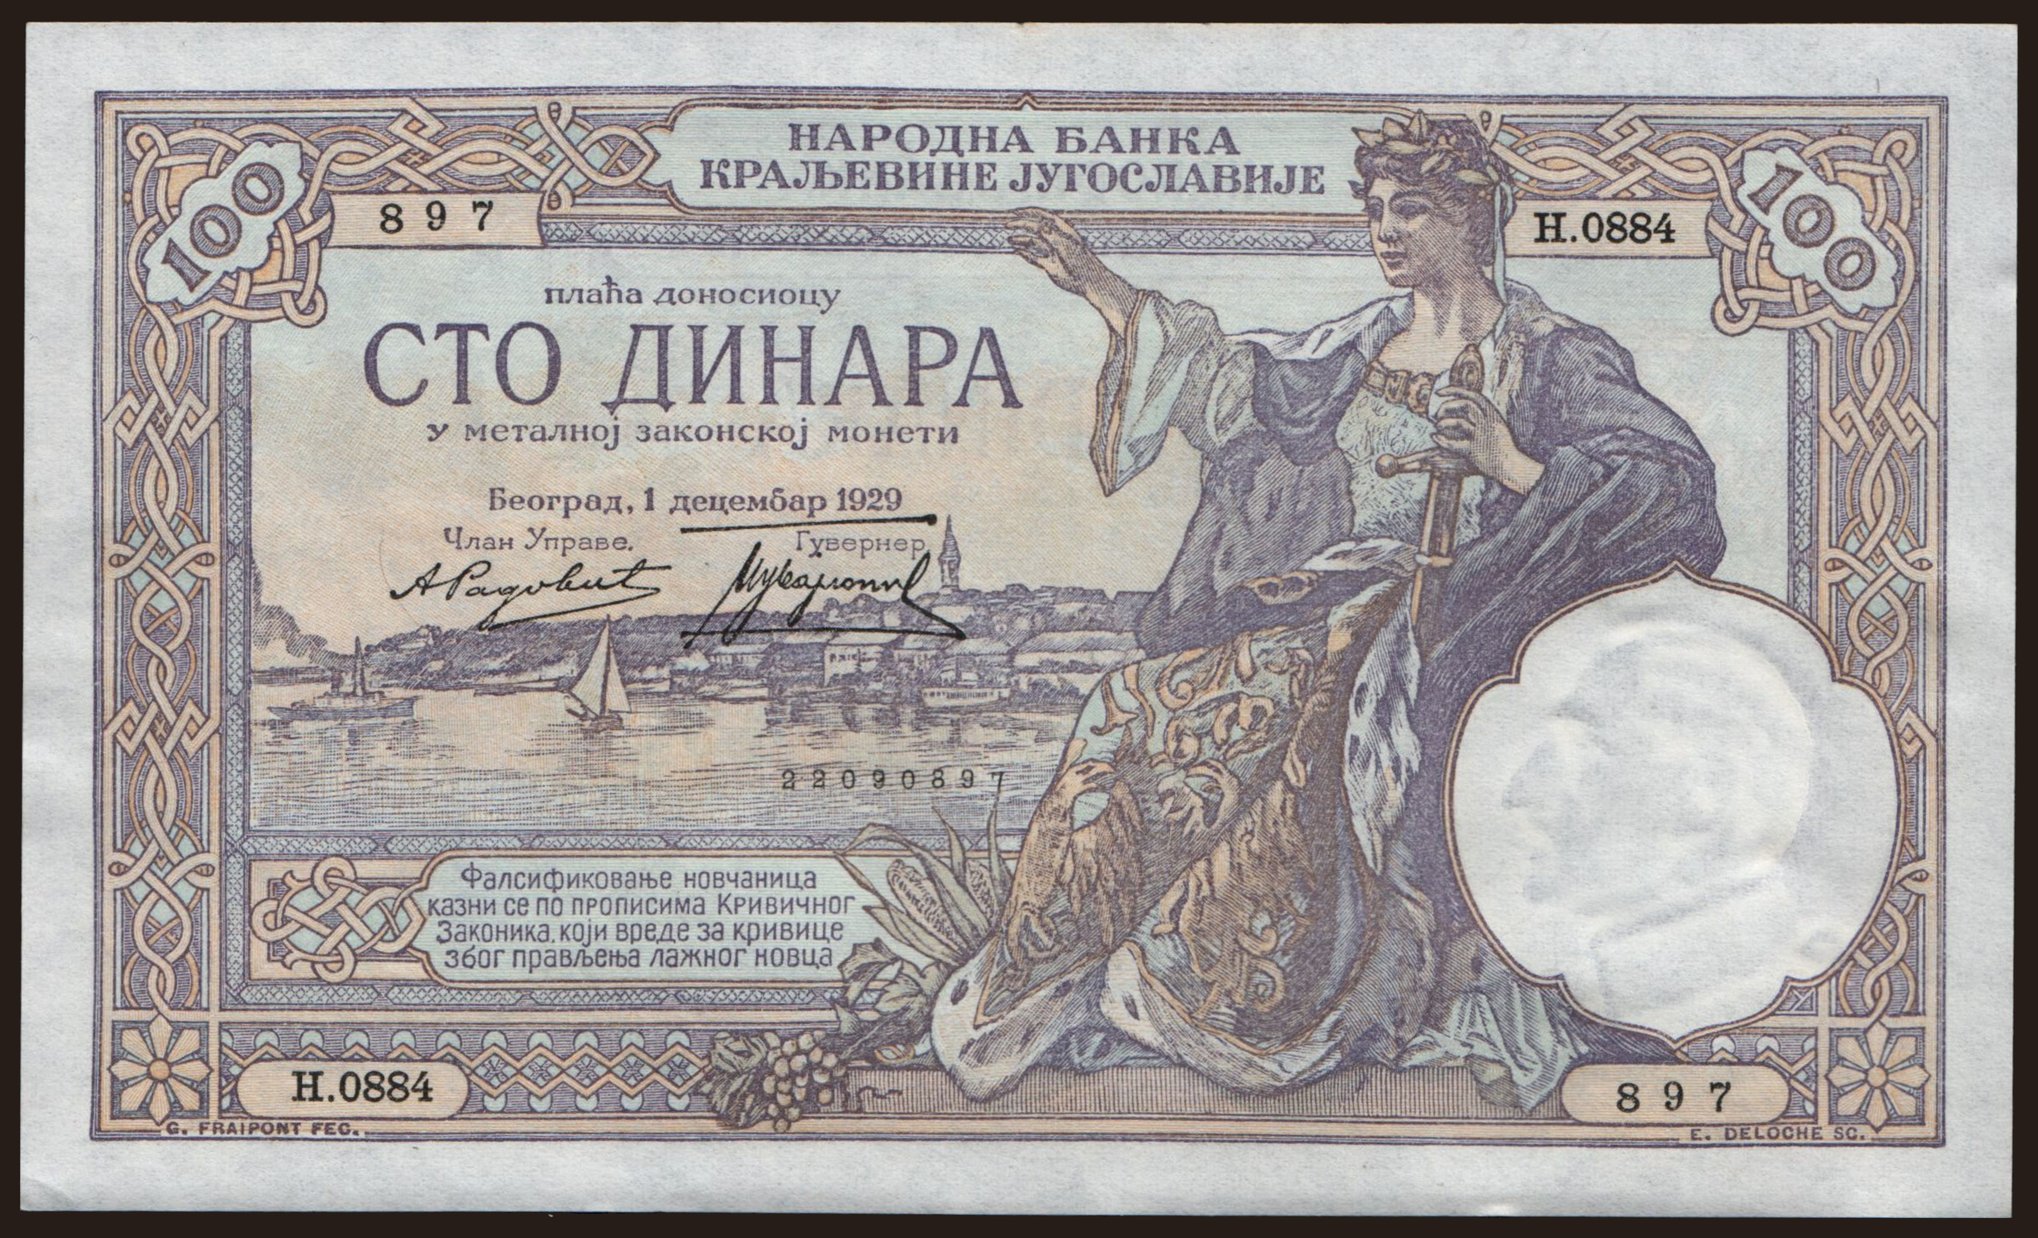 НАРОДНА БАНКА
КРАЉЕВИНЕ ЈУГОСЛАВИЈЕ
100
897
H.0884
100
плаћа доносиоцу
СТО ДИНАРА
у металној законској монети
Београд, 1 децембар 1929
Члан Управе.
Гувернер
А Радовић
22090897
Фалсификовање новчаница
казни се по прописима Кривичног
Законика, који вреде за кривице
због прављења лажног новца
H.0884
897
G. FRAIPONT FEC.
E. DELOCHE SC.